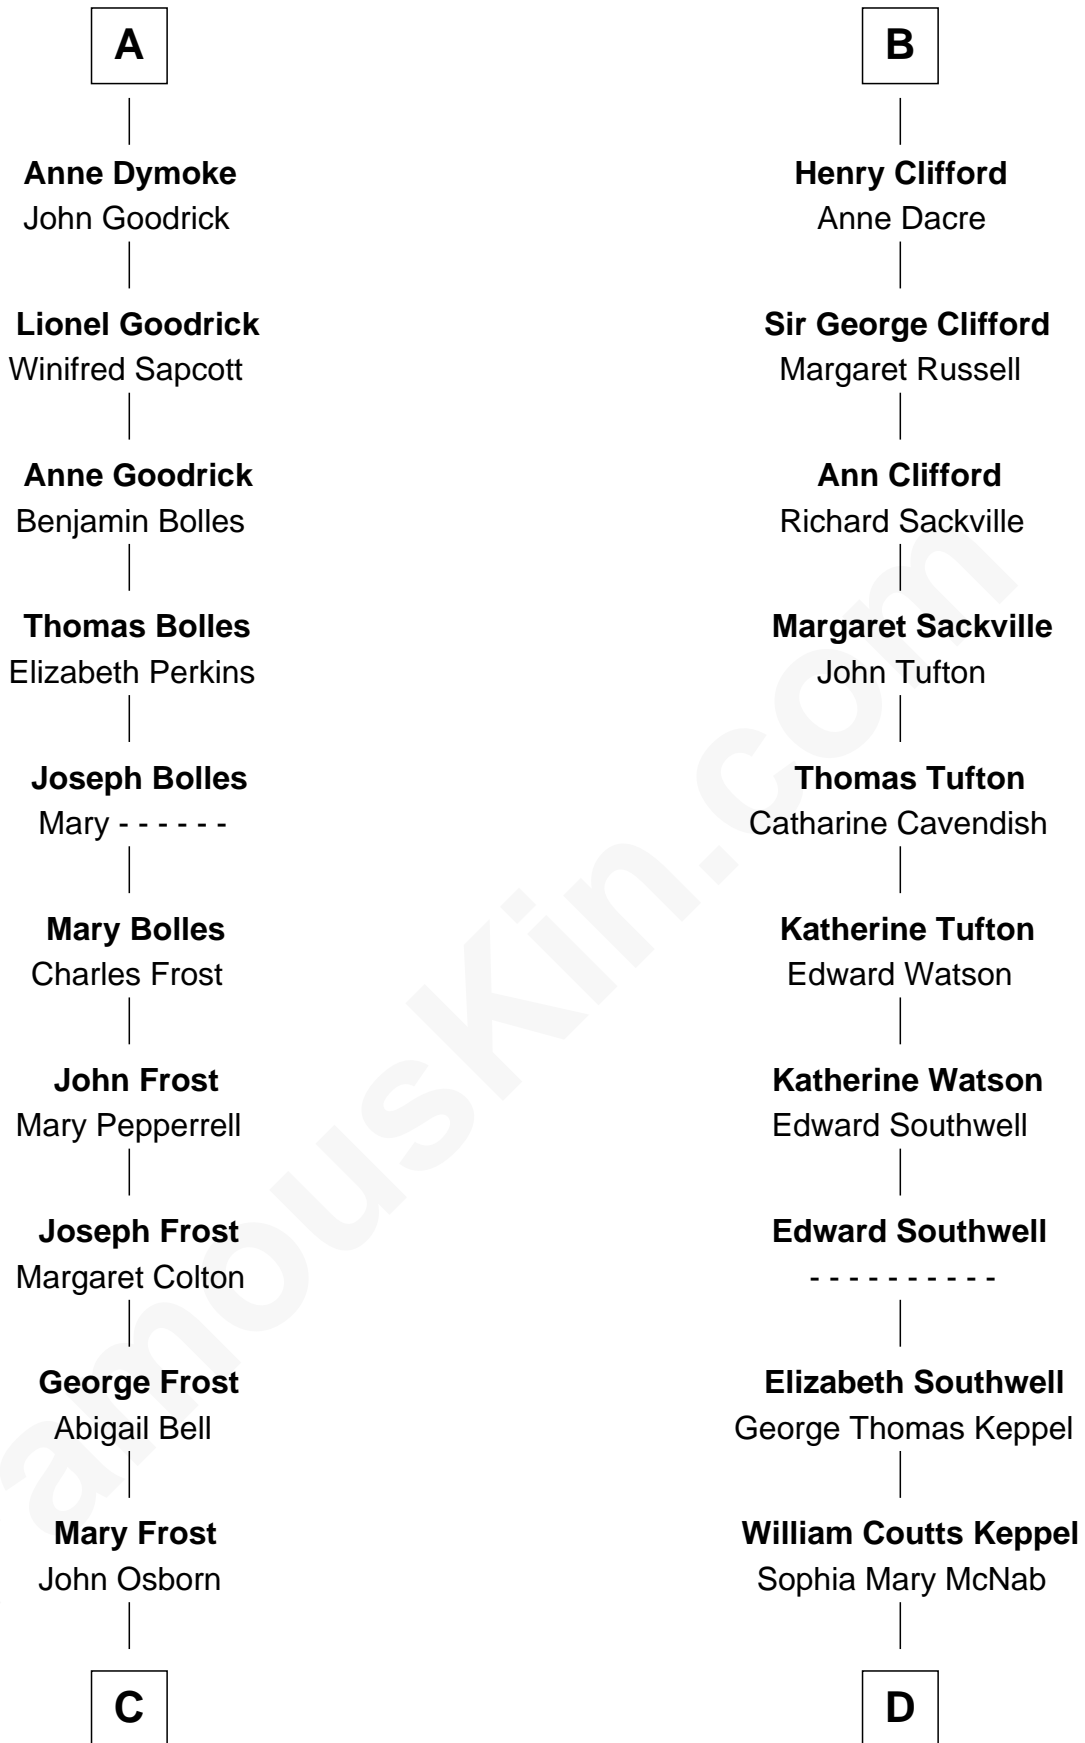 A
Anne Dymoke
John Goodrick
Lionel Goodrick
Winifred Sapcott
Anne Goodrick
Benjamin Bolles
Thomas Bolles
Elizabeth Perkins
Joseph Bolles
Mary - - - - - -
Mary Bolles
Charles Frost
John Frost
Mary Pepperrell
Joseph Frost
Margaret Colton
George Frost
Abigail Bell
Mary Frost
John Osborn
C
B
Henry Clifford
Anne Dacre
Sir George Clifford
Margaret Russell
Ann Clifford
Richard Sackville
Margaret Sackville
John Tufton
Thomas Tufton
Catharine Cavendish
Katherine Tufton
Edward Watson
Katherine Watson
Edward Southwell
Edward Southwell
- - - - - - - - - -
Elizabeth Southwell
George Thomas Keppel
William Coutts Keppel
Sophia Mary McNab
D
amousKin.com